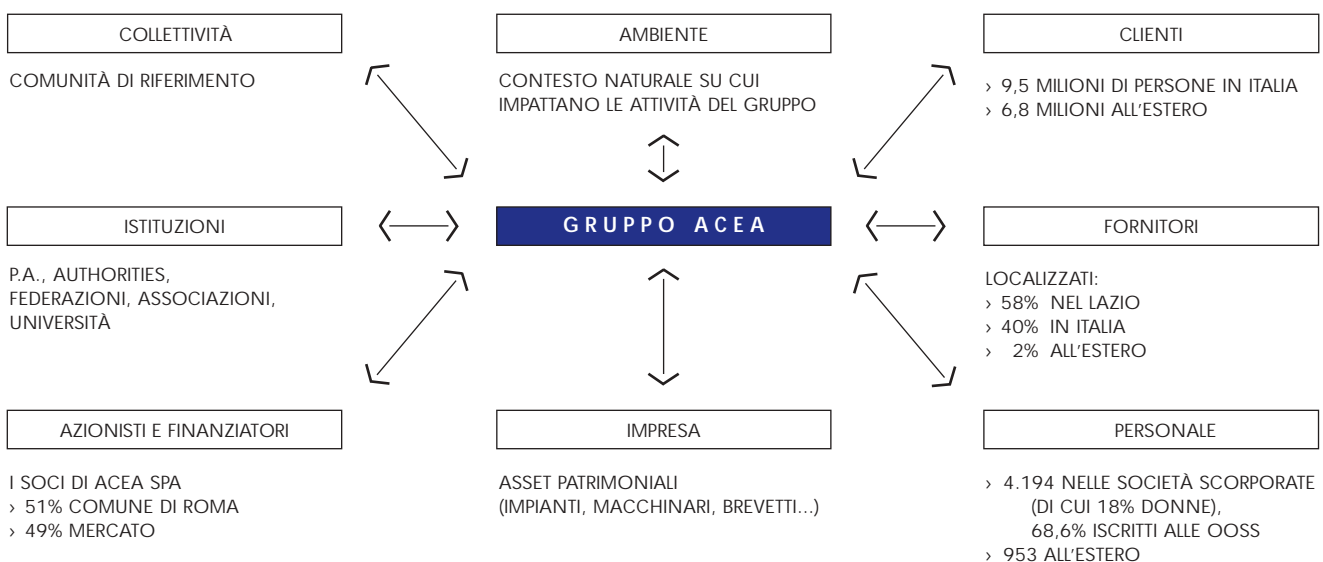 COLLETTIVITÀ
COMUNITÀ DI RIFERIMENTO
AMBIENTE
CONTESTO NATURALE SU CUI
IMPATTANO LE ATTIVITÀ DEL GRUPPO
CLIENTI
› 9,5 MILIONI DI PERSONE IN ITALIA
› 6,8 MILIONI ALL'ESTERO
ISTITUZIONI
P.A., AUTHORITIES,
FEDERAZIONI, ASSOCIAZIONI,
UNIVERSITÀ
GRUPPO ACEA
FORNITORI
LOCALIZZATI:
› 58% NEL LAZIO
› 40% IN ITALIA
› 2% ALL'ESTERO
AZIONISTI E FINANZIATORI
I SOCI DI ACEA SPA
› 51% COMUNE DI ROMA
› 49% MERCATO
IMPRESA
ASSET PATRIMONIALI
(IMPIANTI, MACCHINARI, BREVETTI...)
PERSONALE
› 4.194 NELLE SOCIETÀ SCORPORATE
(DI CUI 18% DONNE),
68,6% ISCRITTI ALLE OOSS
› 953 ALL'ESTERO